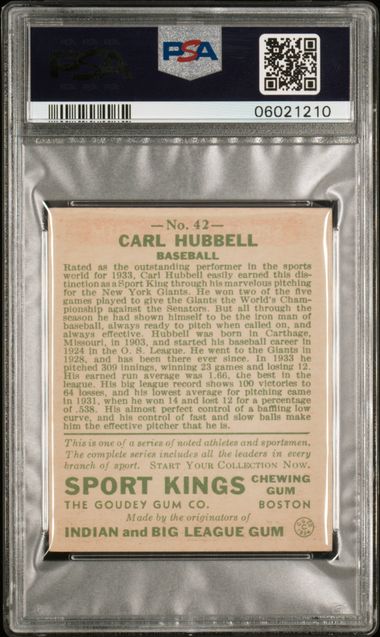 PSA
06021210
—No. 42—
CARL HUBBELL
BASEBALL
Rated as the outstanding performer in the sports
world for 1933, Carl Hubbell easily earned this dis-
tinction as a Sport King through his marvelous pitching
for the New York Giants. He won two of the five
games played to give the Giants the World's Cham-
pionship against the Senators. But all through the
season he had shown himself to be the iron man of
baseball, always ready to pitch when called on, and
always effective. Hubbell was born in Carthage,
Missouri, in 1903, and started his baseball career in
1924 in the O. S. League. He went to the Giants in
1928, and has been there ever since. In 1933 he
pitched 309 innings, winning 23 games and losing 12.
His earned run average was 1.66, the best in the
league. His big league record shows 100 victories to
64 losses, and his lowest average for pitching came
in 1931, when he won 14 and lost 12 for a percentage
of .538. His almost perfect control of a baffling low
curve, and his control of fast and slow balls make
him the effective pitcher that he is.
This is one of a series of noted athletes and sportsmen.
The complete series includes all the leaders in every
branch of sport. START YOUR COLLECTION NOW.
SPORT KINGS CHEWING GUM
THE GOUDEY GUM CO. BOSTON
Made by the originators of
INDIAN and BIG LEAGUE GUM